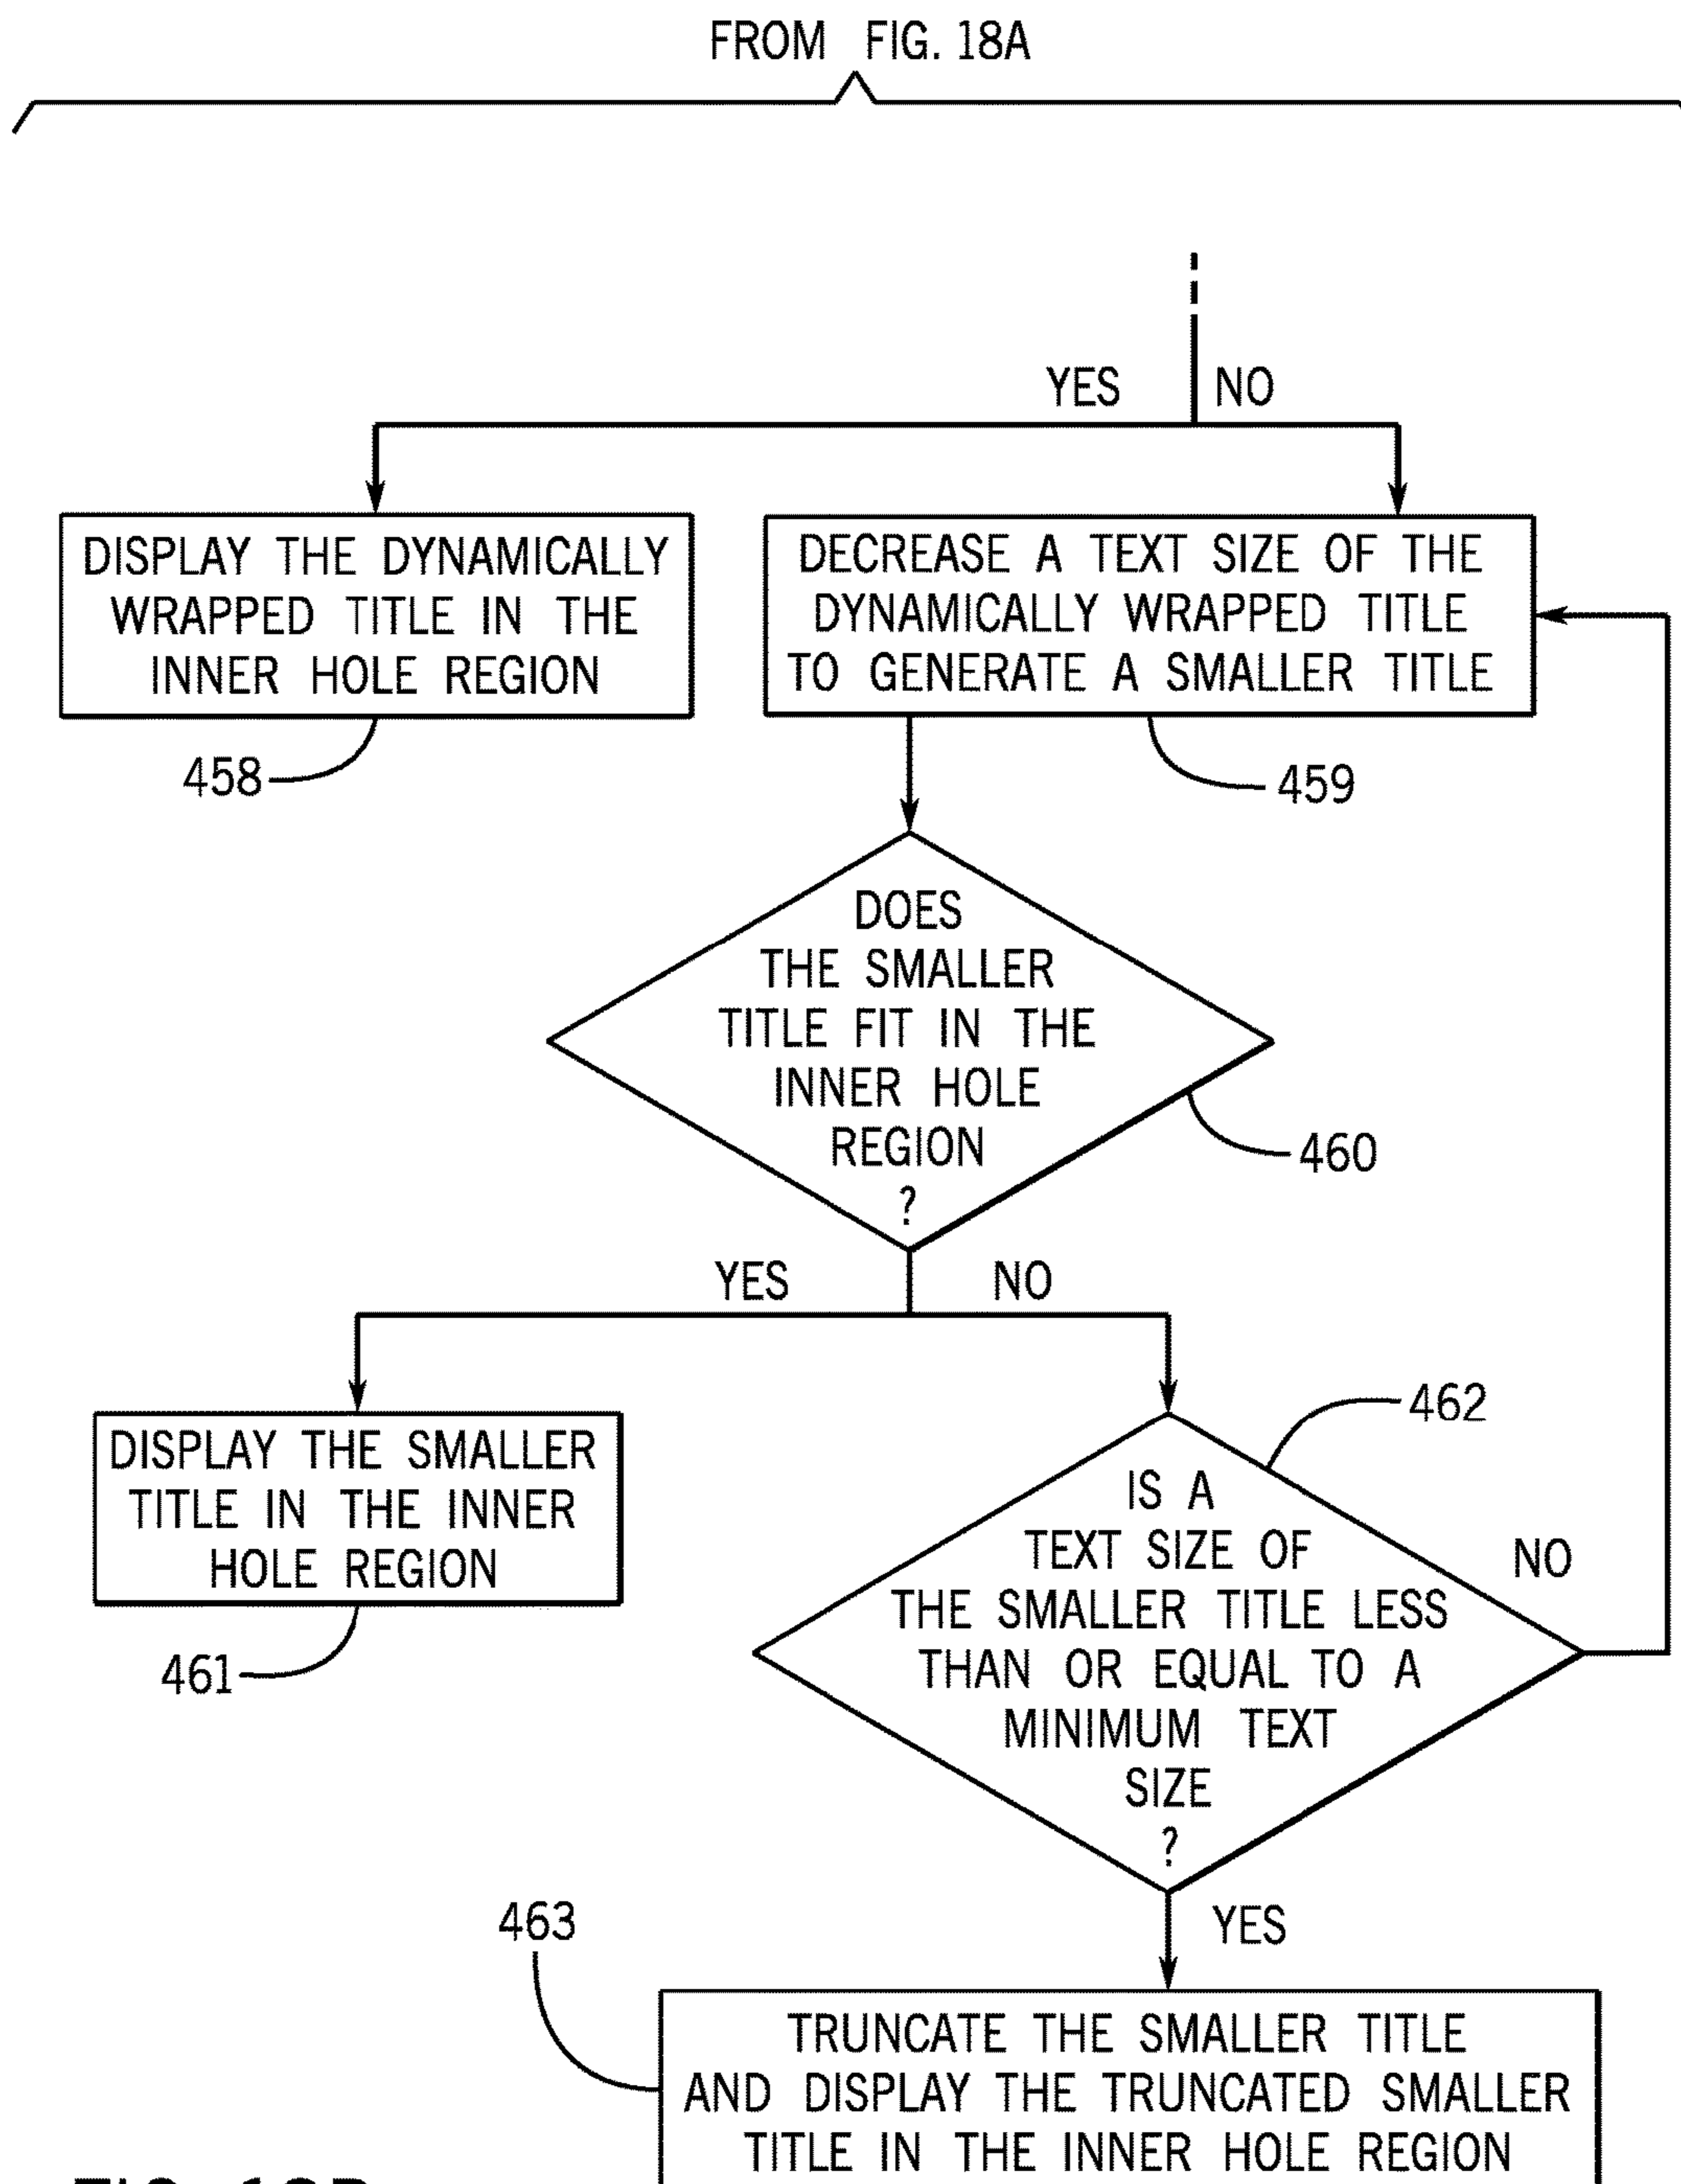 FROM FIG. 18A
YES NO
DISPLAY THE DYNAMICALLY
WRAPPED TITLE IN THE
INNER HOLE REGION
458
DECREASE A TEXT SIZE OF THE
DYNAMICALLY WRAPPED TITLE
TO GENERATE A SMALLER TITLE
459
DOES
THE SMALLER
TITLE FIT IN THE
INNER HOLE
REGION
?
460
YES NO
DISPLAY THE SMALLER
TITLE IN THE INNER
HOLE REGION
461
462
IS A
TEXT SIZE OF
THE SMALLER TITLE LESS
THAN OR EQUAL TO A
MINIMUM TEXT
SIZE
?
NO
YES
463
TRUNCATE THE SMALLER TITLE
AND DISPLAY THE TRUNCATED SMALLER
TITLE IN THE INNER HOLE REGION